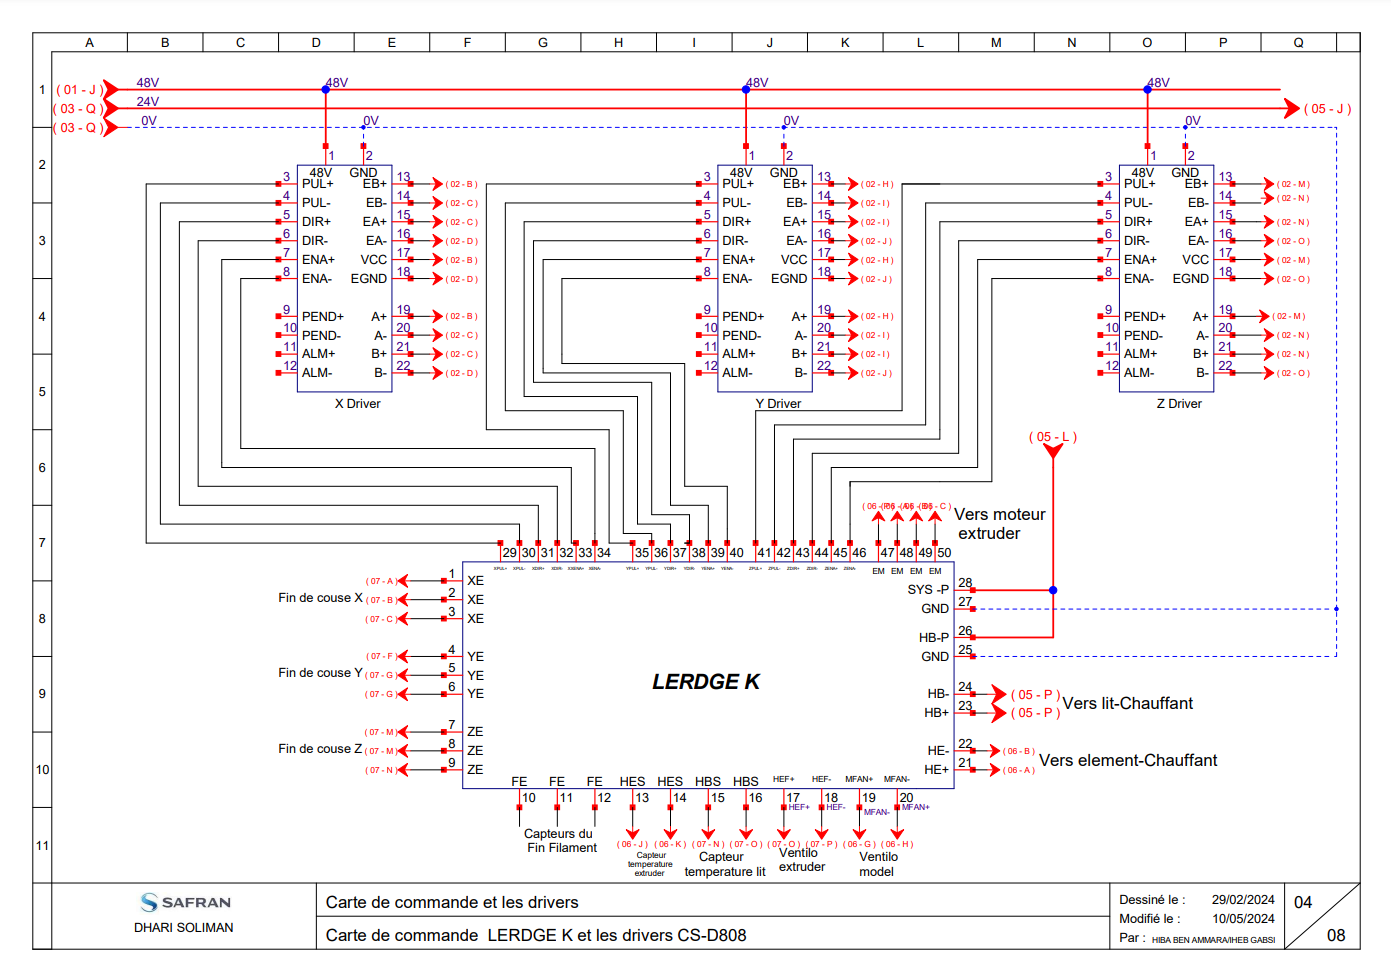 A B C D E F G H I J K L M N O P Q
1 2 3 4 5 6 7 8 9 10 11
( 01 - J ) 48V 48V 48V 48V
( 03 - Q ) 24V ( 05 - J )
( 03 - Q ) 0V 0V 0V 0V
1 2
48V GND
3 PUL+ EB+ 13 ( 02 - B )
4 PUL- EB- 14 ( 02 - C )
5 DIR+ EA+ 15 ( 02 - C )
6 DIR- EA- 16 ( 02 - D )
7 ENA+ VCC 17 ( 02 - B )
8 ENA- EGND 18 ( 02 - D )
9 PEND+ A+ 19 ( 02 - B )
10 PEND- A- 20 ( 02 - C )
11 ALM+ B+ 21 ( 02 - C )
12 ALM- B- 22 ( 02 - D )
X Driver
1 2
48V GND
3 PUL+ EB+ 13 ( 02 - H )
4 PUL- EB- 14 ( 02 - I )
5 DIR+ EA+ 15 ( 02 - I )
6 DIR- EA- 16 ( 02 - J )
7 ENA+ VCC 17 ( 02 - H )
8 ENA- EGND 18 ( 02 - J )
9 PEND+ A+ 19 ( 02 - H )
10 PEND- A- 20 ( 02 - I )
11 ALM+ B+ 21 ( 02 - I )
12 ALM- B- 22 ( 02 - J )
Y Driver
1 2
48V GND
3 PUL+ EB+ 13 ( 02 - M )
4 PUL- EB- 14 ( 02 - N )
5 DIR+ EA+ 15 ( 02 - N )
6 DIR- EA- 16 ( 02 - O )
7 ENA+ VCC 17 ( 02 - M )
8 ENA- EGND 18 ( 02 - O )
9 PEND+ A+ 19 ( 02 - M )
10 PEND- A- 20 ( 02 - N )
11 ALM+ B+ 21 ( 02 - N )
12 ALM- B- 22 ( 02 - O )
Z Driver
( 05 - L )
Vers moteur
extruder
29 30 31 32 33 34 35 36 37 38 39 40 41 42 43 44 45 46 47 48 49 50
XPUL+ XPUL- XDIR+ XDIR- XENA- YPUL+ YPUL- YDIR+ YDIR- YENA+ YENA- ZPUL+ ZPUL- ZDIR+ ZDIR- ZENA+ ZENA- EM EM EM EM
( 07 - A ) 1 XE
Fin de couse X ( 07 - B ) 2 XE
( 07 - C ) 3 XE
( 07 - F ) 4 YE
Fin de couse Y ( 07 - G ) 5 YE
( 07 - G ) 6 YE
( 07 - M ) 7 ZE
Fin de couse Z ( 07 - M ) 8 ZE
( 07 - N ) 9 ZE
LERDGE K
SYS -P 28
GND 27
HB-P 26
GND 25
HB- 24 ( 05 - P )
HB+ 23 ( 05 - P )
Vers lit-Chauffant
HE- 22 ( 06 - B )
HE+ 21 ( 06 - A )
Vers element-Chauffant
FE FE FE HES HES HBS HBS HEF+ HEF- MFAN+ MFAN-
10 11 12 13 14 15 16 17 18 19 20
HEF+ HEF- MFAN- MFAN+
( 06 - J ) ( 06 - K ) ( 07 - N ) ( 07 - O ) ( 07 - O ) ( 07 - P ) ( 06 - G ) ( 06 - H )
Capteurs du
Fin Filament
Capteur
temperature
extruder
Capteur
temperature lit
Ventilo
extruder
Ventilo
model
SAFRAN
DHARI SOLIMAN
Carte de commande et les drivers
Carte de commande LERDGE K et les drivers CS-D808
Dessiné le : 29/02/2024
Modifié le : 10/05/2024
Par : HIBA BEN AMMARA/IHEB GABSI
04
08